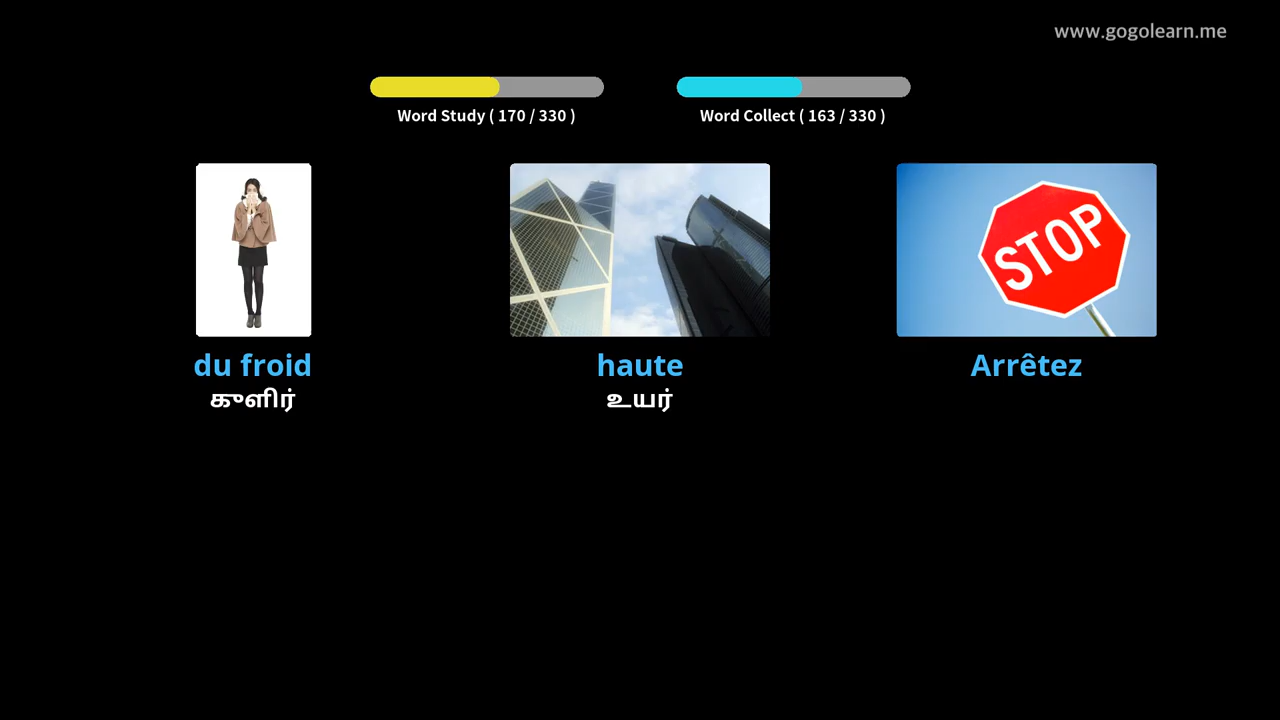 www.gogolearn.me
Word Study ( 170 / 330 )
Word Collect ( 163 / 330 )
STOP
du froid
haute
Arrêtez
குளிர்
உயர்